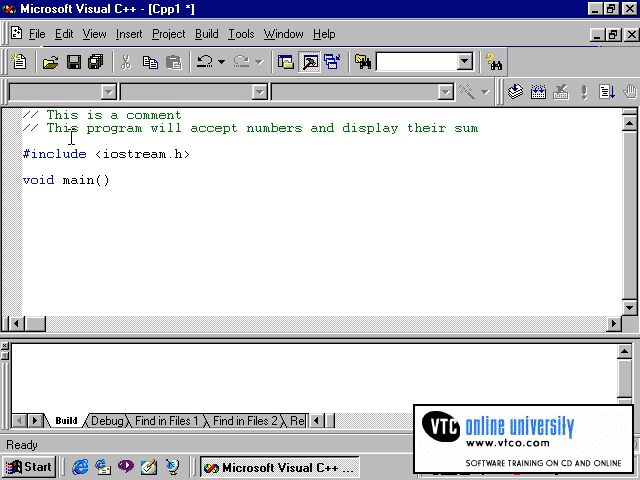 Microsoft Visual C++ - [Cpp1 *]
File Edit View Insert Project Build Tools Window Help
// This is a comment
// This program will accept numbers and display their sum
#include <iostream.h>
void main()
Build Debug Find in Files 1 Find in Files 2 Re
Ready
Start Microsoft Visual C++ ...
VTC online university
www.vtco.com
SOFTWARE TRAINING ON CD AND ONLINE